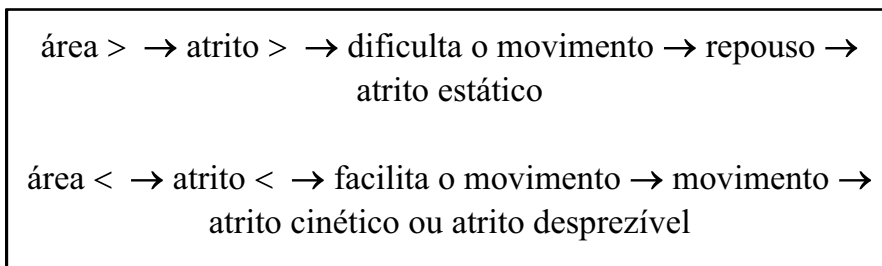 área > → atrito > → dificulta o movimento → repouso →
atrito estático
área < → atrito < → facilita o movimento → movimento →
atrito cinético ou atrito desprezível